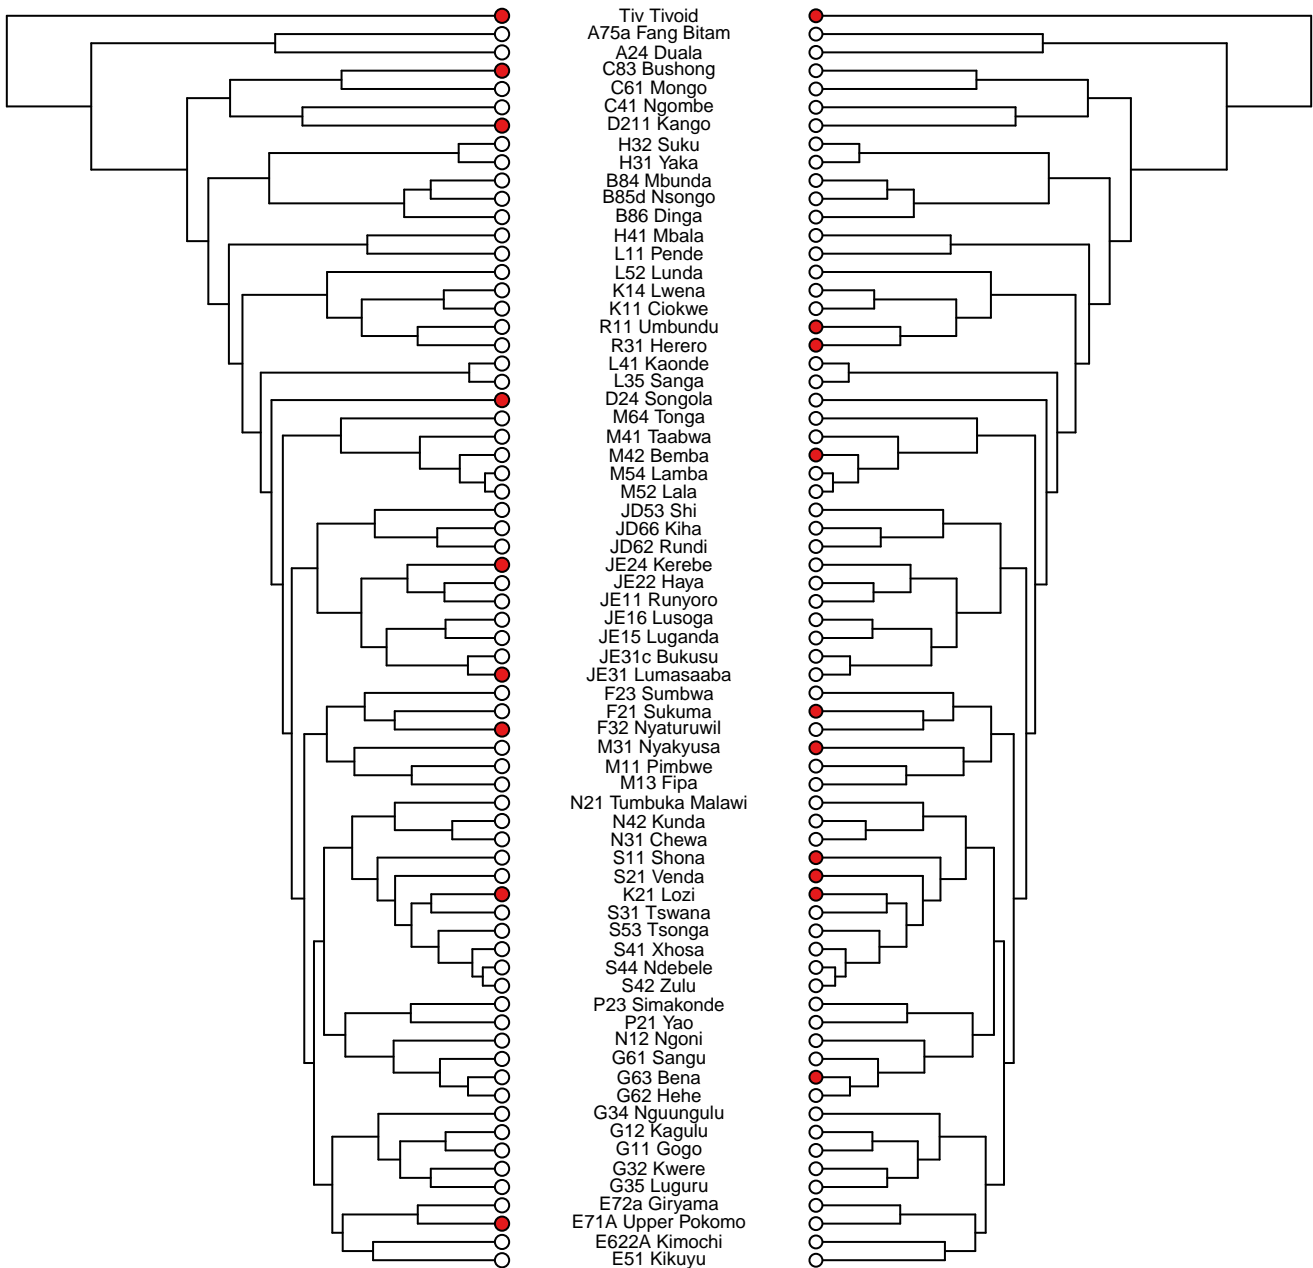 Tiv Tivoid
A75a Fang Bitam
A24 Duala
C83 Bushong
C61 Mongo
C41 Ngombe
D211 Kango
H32 Suku
H31 Yaka
B84 Mbunda
B85d Nsongo
B86 Dinga
H41 Mbala
L11 Pende
L52 Lunda
K14 Lwena
K11 Ciokwe
R11 Umbundu
R31 Herero
L41 Kaonde
L35 Sanga
D24 Songola
M64 Tonga
M41 Taabwa
M42 Bemba
M54 Lamba
M52 Lala
JD53 Shi
JD66 Kiha
JD62 Rundi
JE24 Kerebe
JE22 Haya
JE11 Runyoro
JE16 Lusoga
JE15 Luganda
JE31c Bukusu
JE31 Lumasaaba
F23 Sumbwa
F21 Sukuma
F32 Nyaturuwil
M31 Nyakyusa
M11 Pimbwe
M13 Fipa
N21 Tumbuka Malawi
N42 Kunda
N31 Chewa
S11 Shona
S21 Venda
K21 Lozi
S31 Tswana
S53 Tsonga
S41 Xhosa
S44 Ndebele
S42 Zulu
P23 Simakonde
P21 Yao
N12 Ngoni
G61 Sangu
G63 Bena
G62 Hehe
G34 Nguungulu
G12 Kagulu
G11 Gogo
G32 Kwere
G35 Luguru
E72a Giryama
E71A Upper Pokomo
E622A Kimochi
E51 Kikuyu